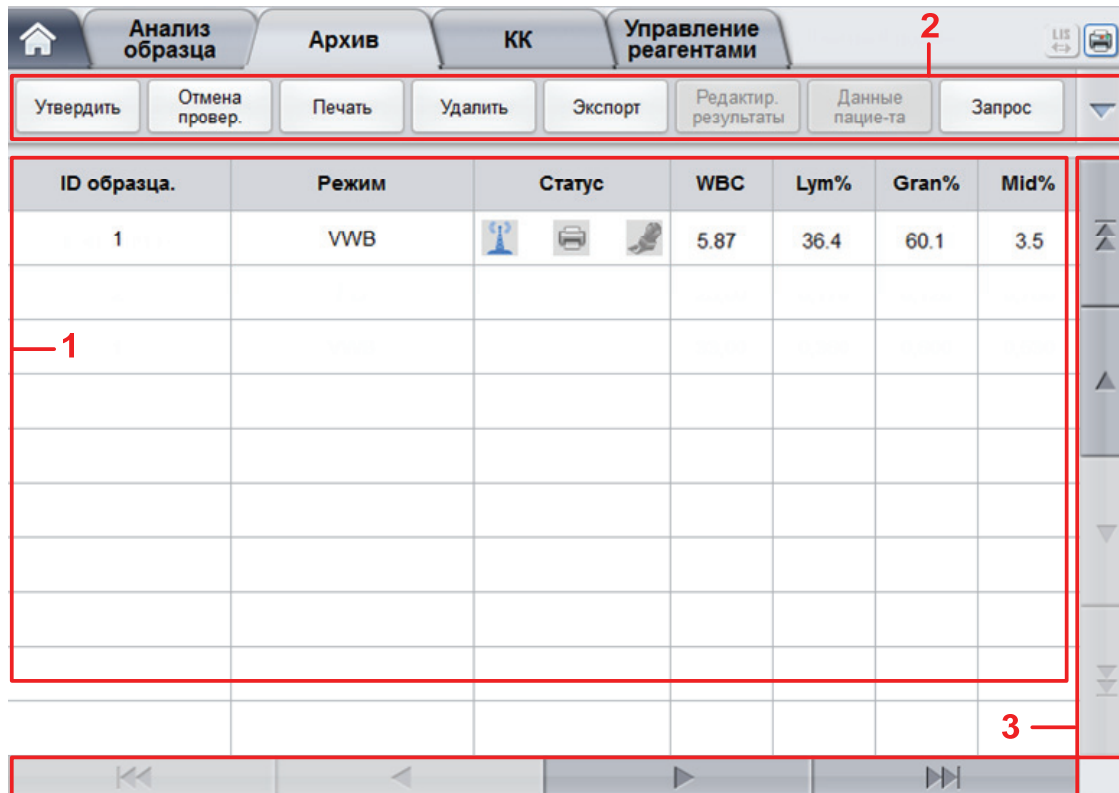 Анализ образца
Архив
КК
Управление реагентами
2
LIS
Утвердить
Отмена провер.
Печать
Удалить
Экспорт
Редактир. результаты
Данные пацие-та
Запрос
ID образца. Режим Статус WBC Lym% Gran% Mid%
1 VWB 5.87 36.4 60.1 3.5
1
3